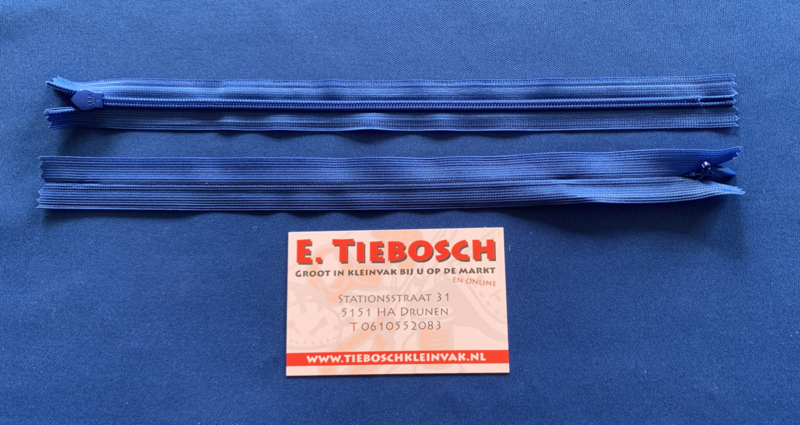 E. TIEBOSCH
GROOT IN KLEINVAK BIJ U OP DE MARKT
EN ONLINE
STATIONSSTRAAT 31
5151 HA DRUNEN
T 0610552083
WWW.TIEBOSCHKLEINVAK.NL